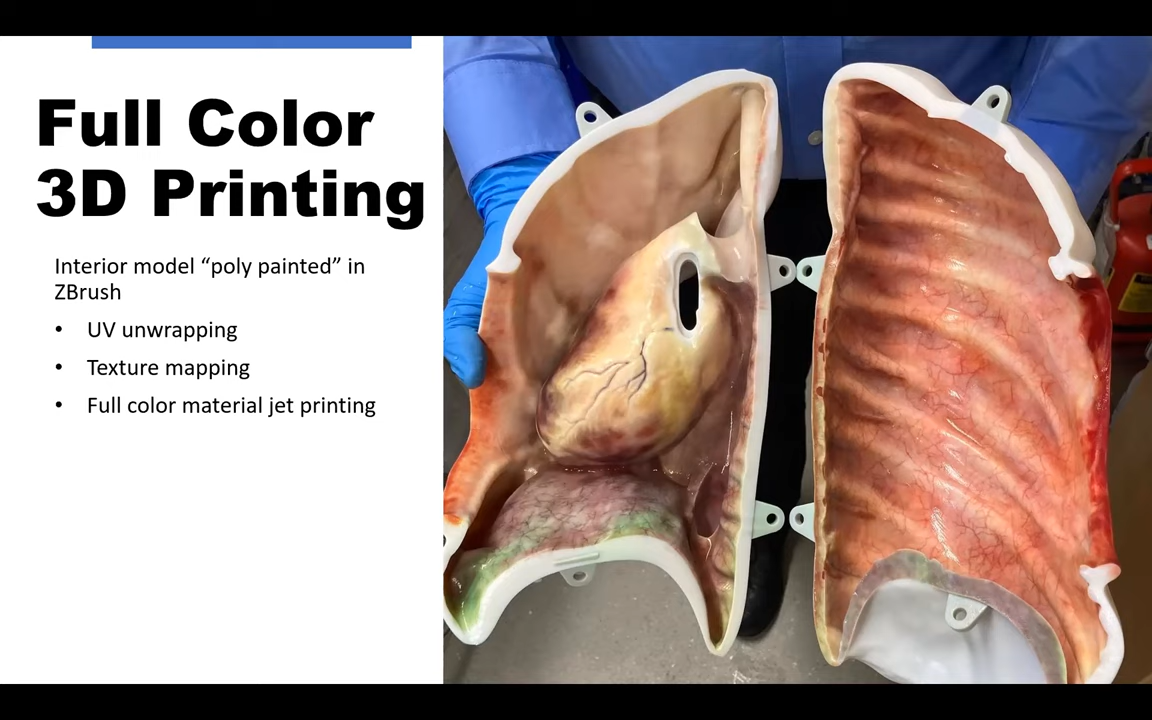 Full Color
3D Printing
Interior model “poly painted” in
ZBrush
• UV unwrapping
• Texture mapping
• Full color material jet printing